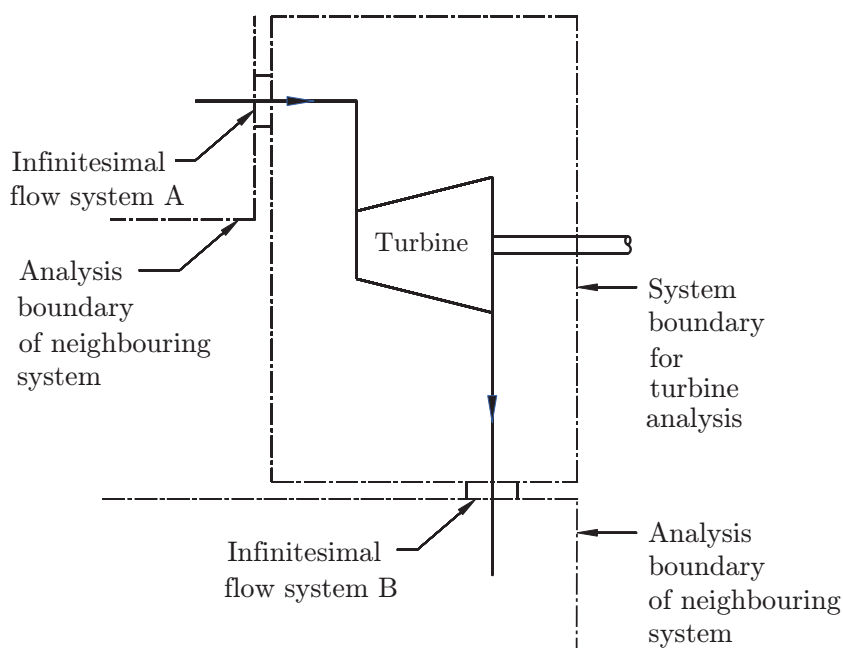 Infinitesimal
flow system A
Analysis
boundary
of neighbouring
system
Turbine
System
boundary
for
turbine
analysis
Infinitesimal
flow system B
Analysis
boundary
of neighbouring
system